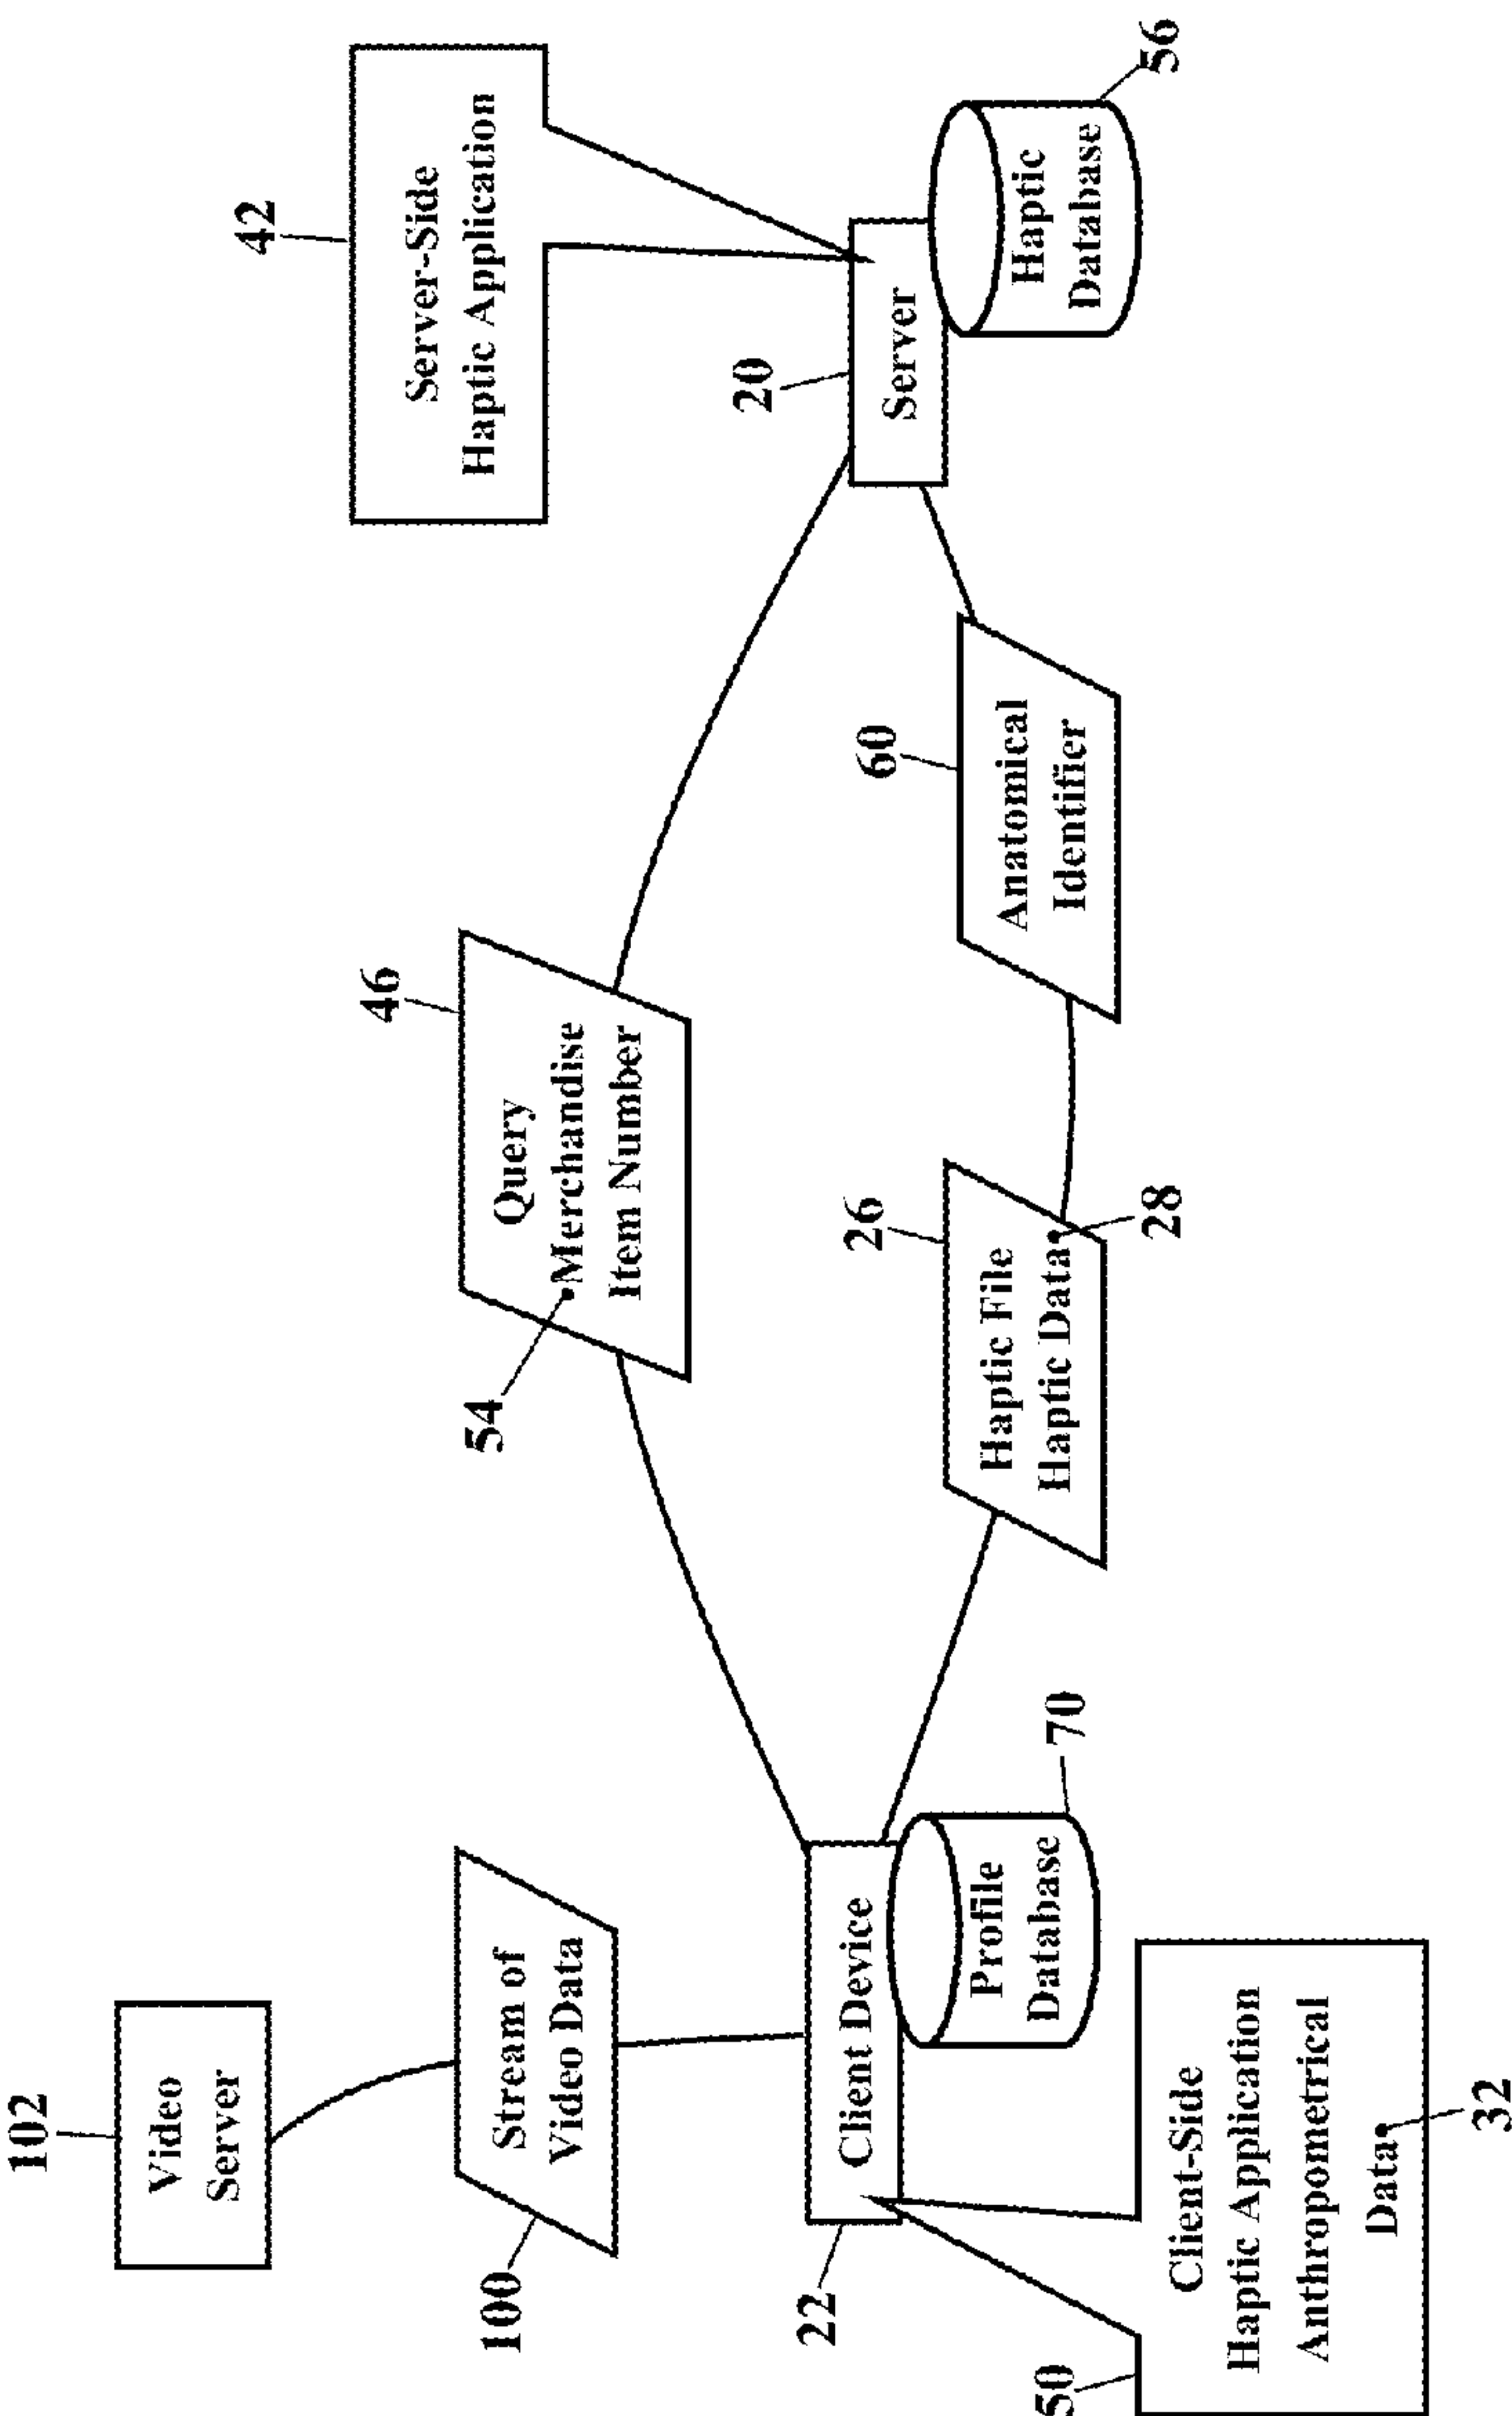 102
Video
Server
100
Stream of
Video Data
46
Query
54
Merchandise
Item Number
42
Server-Side
Haptic Application
22
Client Device
20
Server
70
Profile
Database
26
Haptic File
Haptic Data
28
60
Anatomical
Identifier
56
Haptic
Database
50
Client-Side
Haptic Application
Anthropometrical
Data
32